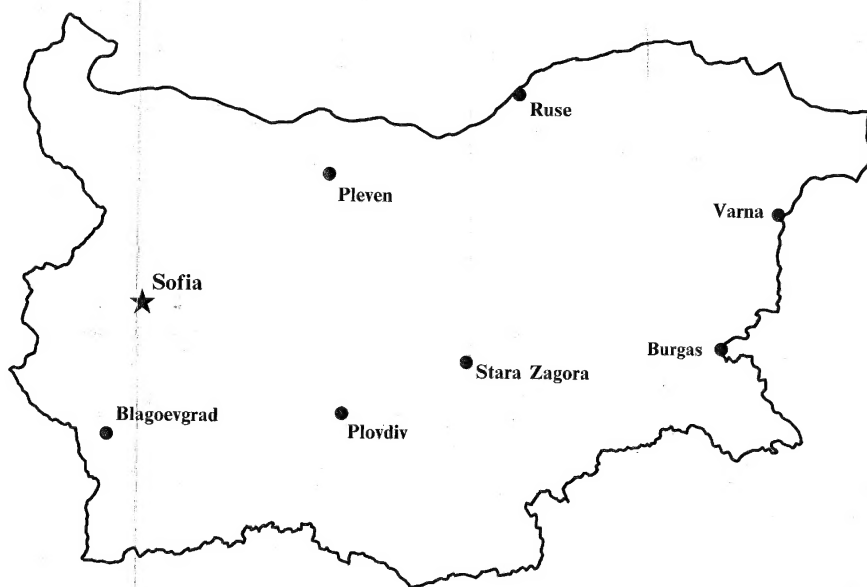 Ruse
Pleven
Varna
Sofia
Burgas
Stara Zagora
Blagoevgrad
Plovdiv